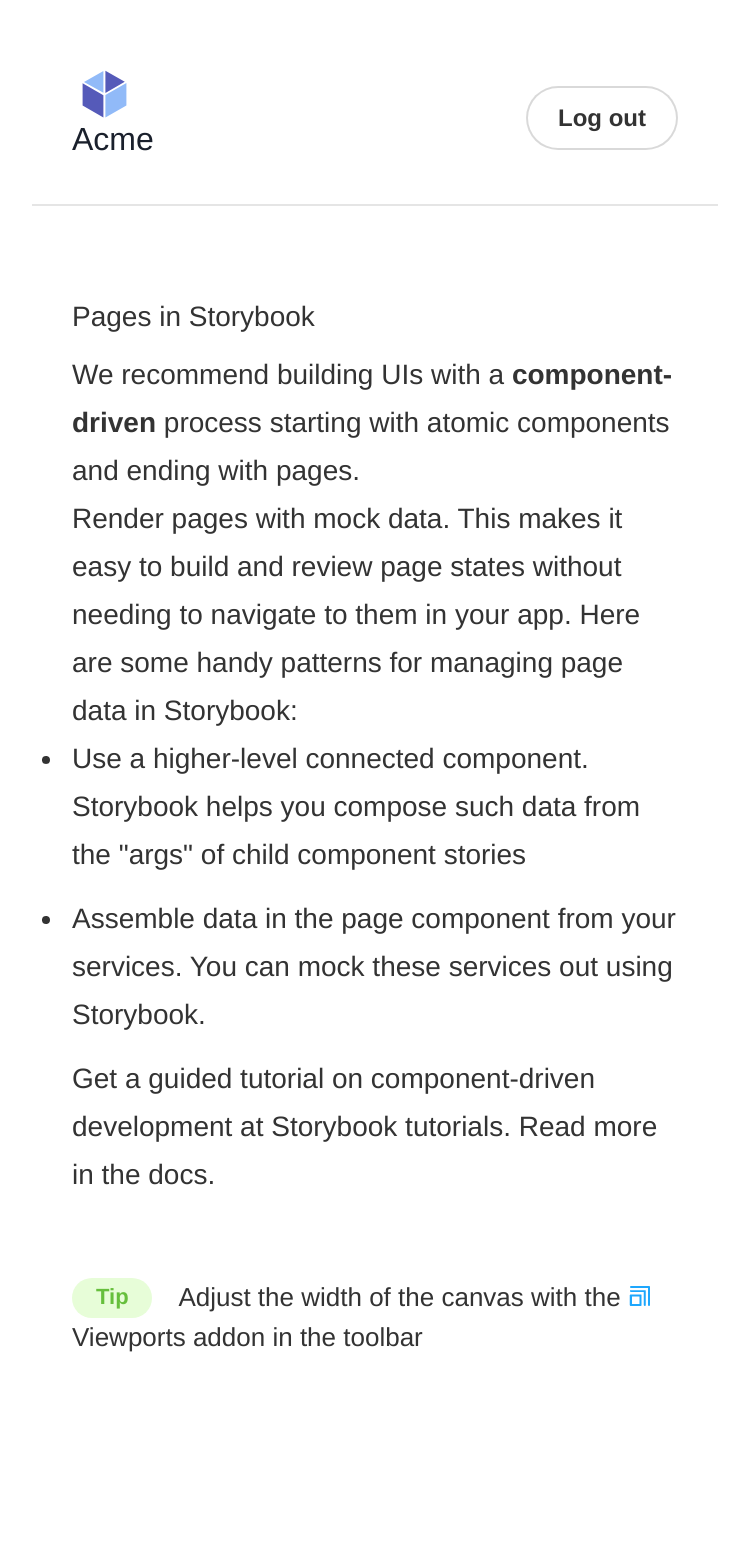 Acme
Log out
Pages in Storybook
We recommend building UIs with a component-
driven process starting with atomic components
and ending with pages.
Render pages with mock data. This makes it
easy to build and review page states without
needing to navigate to them in your app. Here
are some handy patterns for managing page
data in Storybook:
• Use a higher-level connected component.
Storybook helps you compose such data from
the "args" of child component stories
• Assemble data in the page component from your
services. You can mock these services out using
Storybook.
Get a guided tutorial on component-driven
development at Storybook tutorials. Read more
in the docs.
Tip Adjust the width of the canvas with the
Viewports addon in the toolbar